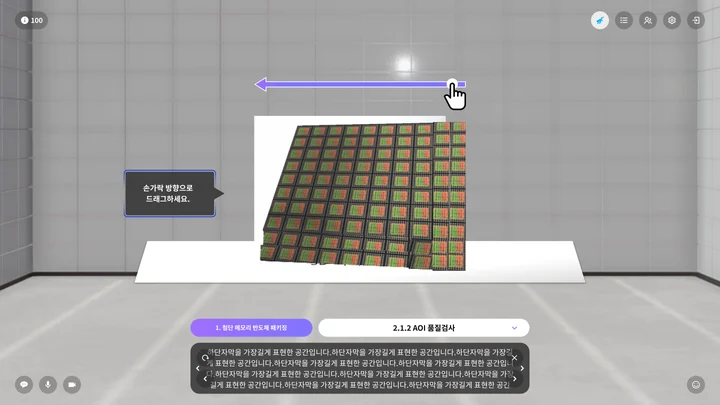 100
손가락 방향으로
드래그하세요.
1. 첨단 메모리 반도체 패키징
2.1.2 AOI 품질검사
하단자막을 가장길게 표현한 공간입니다.하단자막을 가장길게 표현한 공간입니다.하단자막을 가장길게
표현한 공간입니다.하단자막을 가장길게 표현한 공간입니다.하단자막을 가장길게 표현한 공간입니다
.하단자막을 가장길게 표현한 공간입니다.하단자막을 가장길게 표현한 공간입니다.하단자막을 가장
길게 표현한 공간입니다.하단자막을 가장길게 표현한 공간입니다.하단자막을 가장길게 표현한 공간